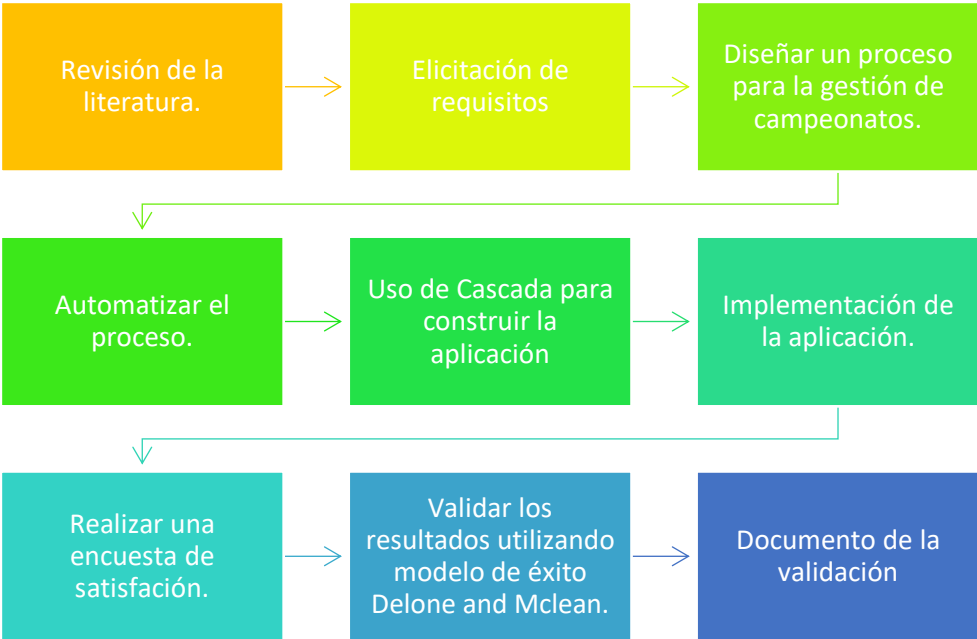 Revisión de la
literatura.
Elicitación de
requisitos
Diseñar un proceso
para la gestión de
campeonatos.
Automatizar el
proceso.
Uso de Cascada para
construir la
aplicación
Implementación de
la aplicación.
Realizar una
encuesta de
satisfacción.
Validar los
resultados utilizando
modelo de éxito
Delone and Mclean.
Documento de la
validación